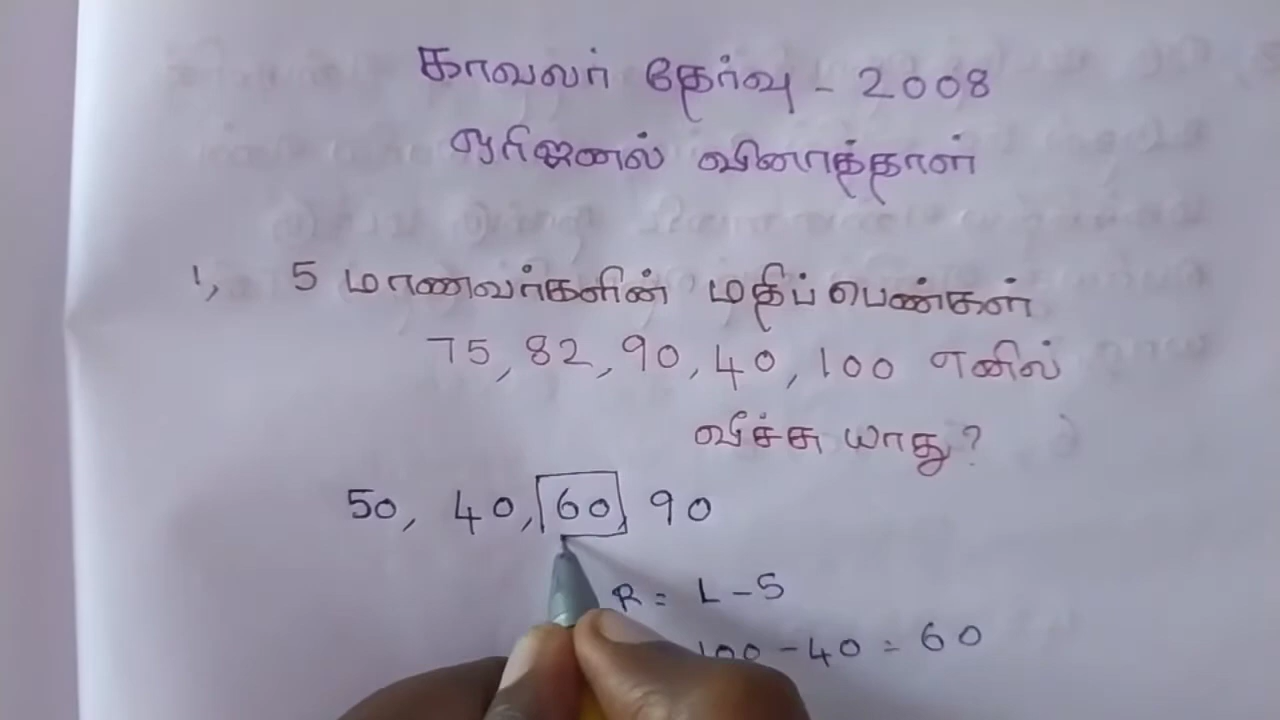 காவலர் தேர்வு - 2008
ஒரிஜனல் வினாத்தாள்
1, 5 மாணவர்களின் மதிப்பெண்கள்
75, 82, 90, 40, 100 எனில்
வீச்சு யாது?
50, 40, 60, 90
R = L - S
100 - 40 = 60